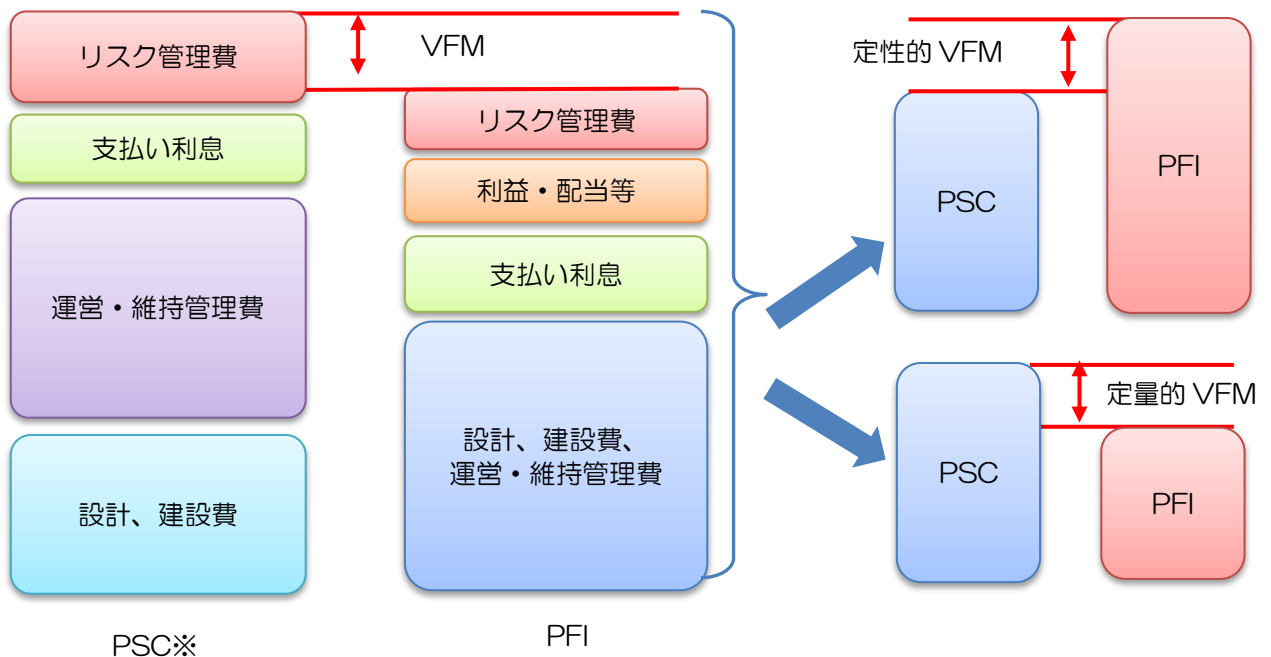 リスク管理費
支払い利息
運営・維持管理費
設計、建設費
PSC※
VFM
リスク管理費
利益・配当等
支払い利息
設計、建設費、
運営・維持管理費
PFI
定性的 VFM
PSC
PFI
定量的 VFM
PSC
PFI